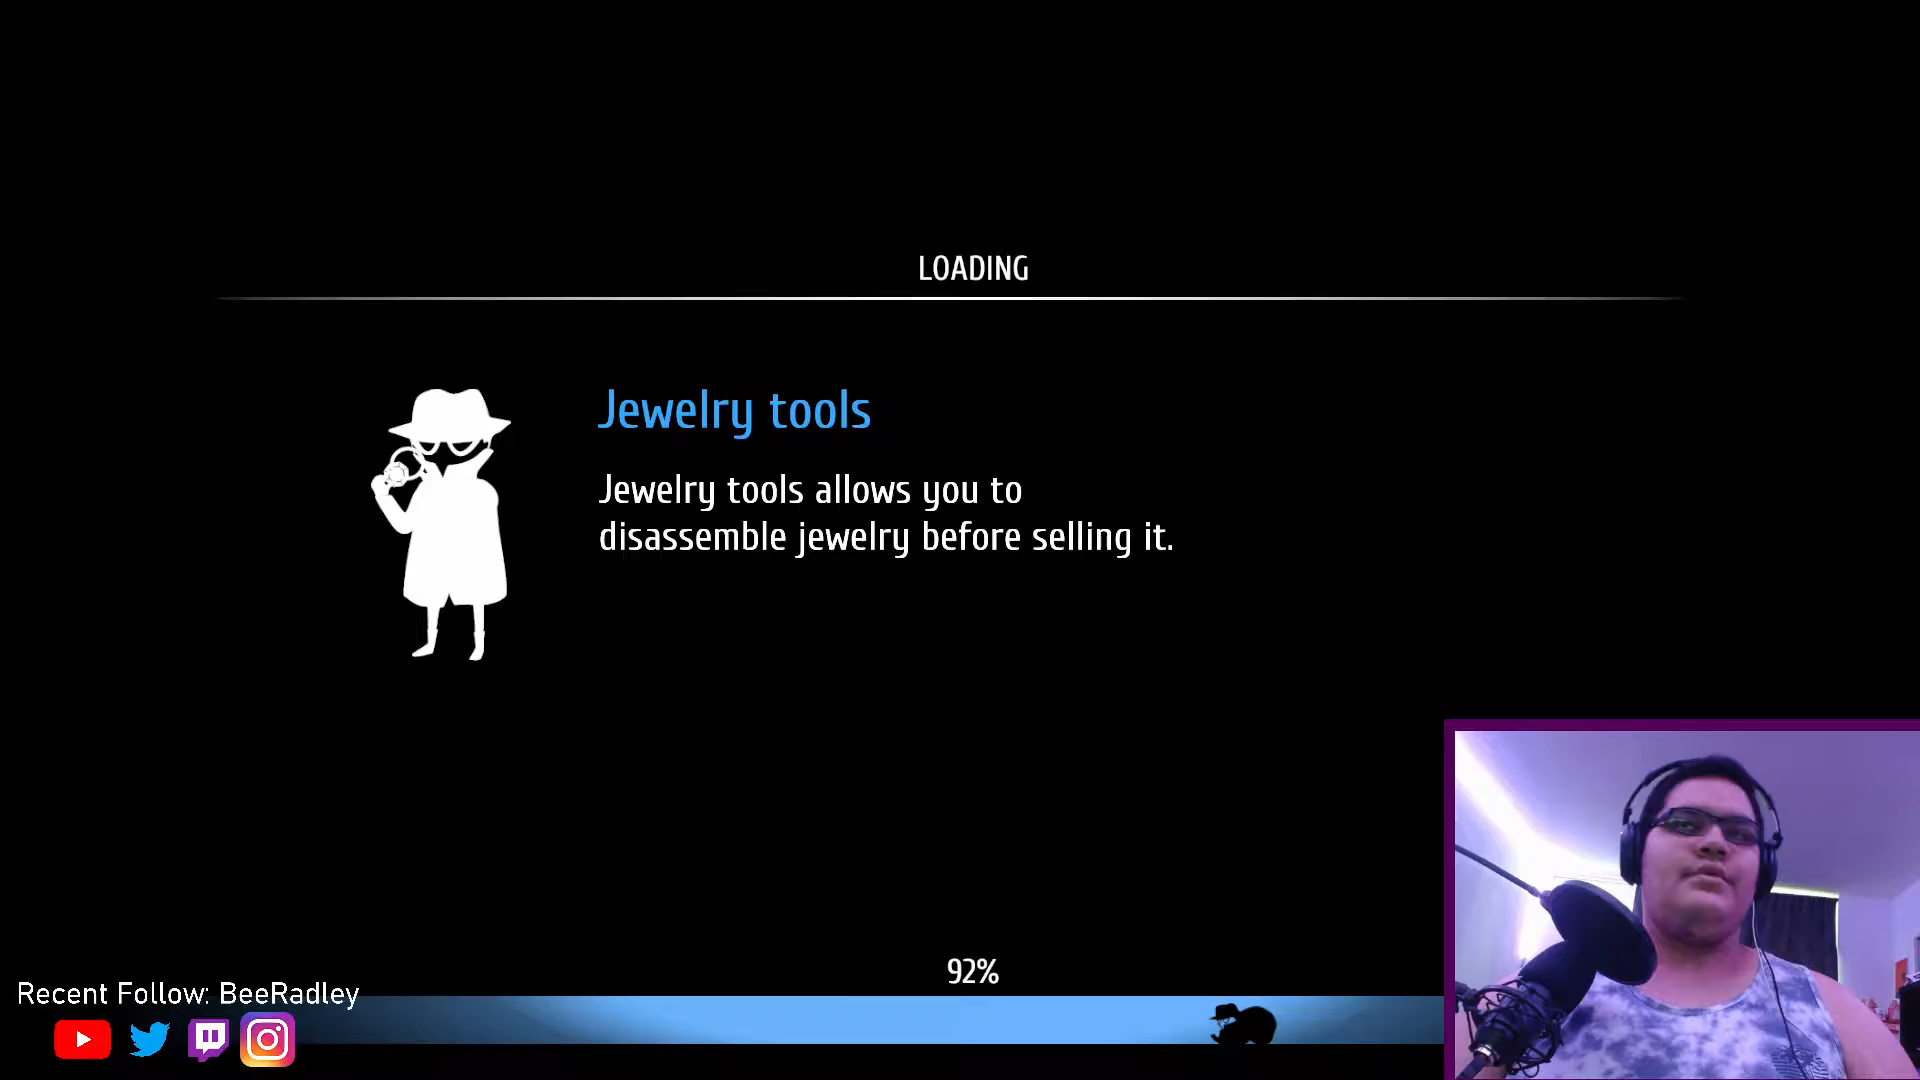 LOADING
Jewelry tools
Jewelry tools allows you to
disassemble jewelry before selling it.
92%
Recent Follow: BeeRadley